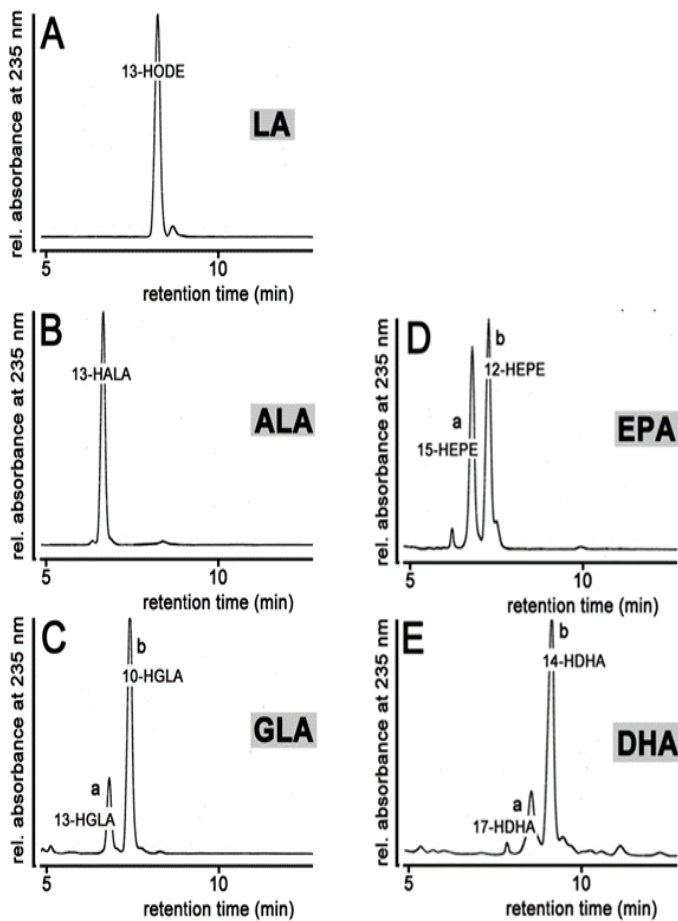 A
rel. absorbance at 235 nm
13-HODE
LA
5 10
retention time (min)
B
rel. absorbance at 235 nm
13-HALA
ALA
5 10
retention time (min)
C
rel. absorbance at 235 nm
b
10-HGLA
a
13-HGLA
GLA
5 10
retention time (min)
D
rel. absorbance at 235 nm
b
12-HEPE
a
15-HEPE
EPA
5 10
retention time (min)
E
rel. absorbance at 235 nm
b
14-HDHA
a
17-HDHA
DHA
5 10
retention time (min)